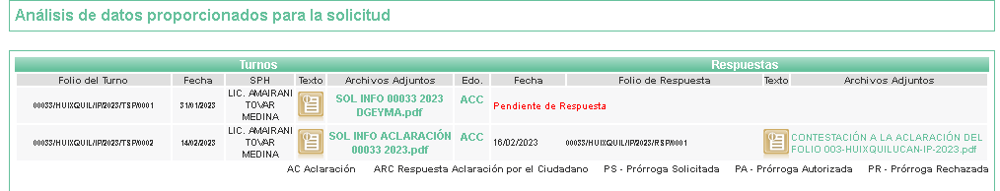 Análisis de datos proporcionados para la solicitud
Turnos Respuestas
Folio del Turno Fecha SPH Texto Archivos Adjuntos Edo. Fecha Folio de Respuesta Texto Archivos Adjuntos
00033/HUIXQUIL/IP/2023/TSP/0001 31/01/2023 LIC. AMAIRANI TOVAR MEDINA SOL INFO 00033 2023 DGEYMA.pdf ACC Pendiente de Respuesta
00033/HUIXQUIL/IP/2023/TSP/0002 14/02/2023 LIC. AMAIRANI TOVAR MEDINA SOL INFO ACLARACIÓN 00033 2023.pdf ACC 16/02/2023 00033/HUIXQUIL/IP/2023/RSP/0001 CONTESTACIÓN A LA ACLARACIÓN DEL FOLIO 003-HUIXQUILUCAN-IP-2023.pdf
AC Aclaración ARC Respuesta Aclaración por el Ciudadano PS - Prórroga Solicitada PA - Prórroga Autorizada PR - Prórroga Rechazada